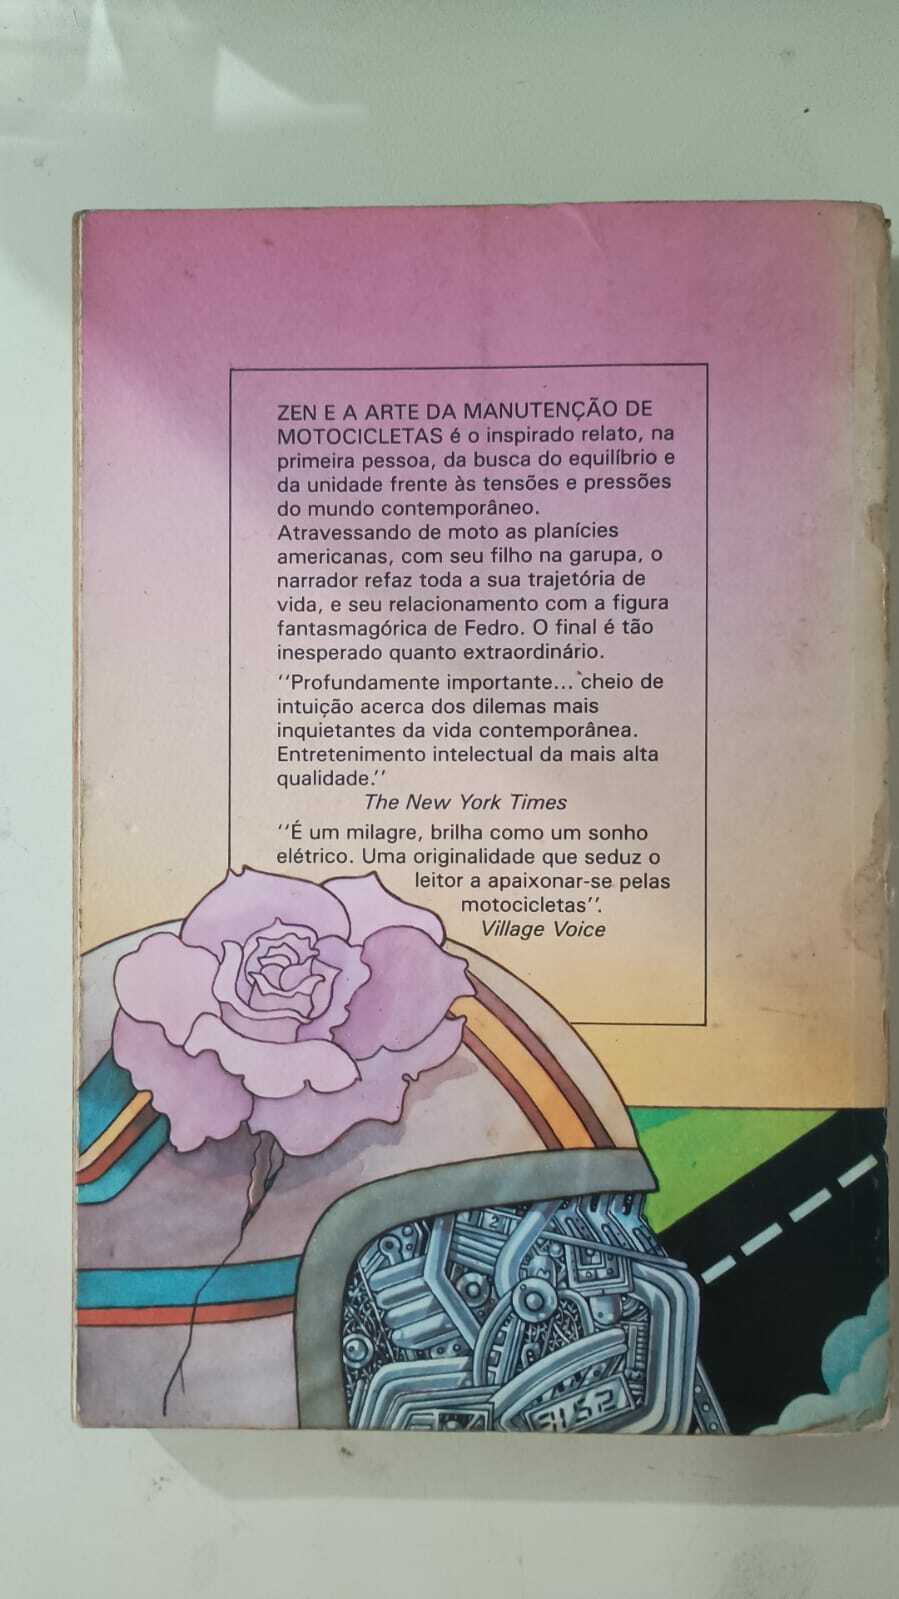 ZEN E A ARTE DA MANUTENÇÃO DE
MOTOCICLETAS é o inspirado relato, na
primeira pessoa, da busca do equilíbrio e
da unidade frente às tensões e pressões
do mundo contemporâneo.
Atravessando de moto as planícies
americanas, com seu filho na garupa, o
narrador refaz toda a sua trajetória de
vida, e seu relacionamento com a figura
fantasmagórica de Fedro. O final é tão
inesperado quanto extraordinário.
''Profundamente importante... cheio de
intuição acerca dos dilemas mais
inquietantes da vida contemporânea.
Entretenimento intelectual da mais alta
qualidade.''
The New York Times
''É um milagre, brilha como um sonho
elétrico. Uma originalidade que seduz o
leitor a apaixonar-se pelas
motocicletas''.
Village Voice